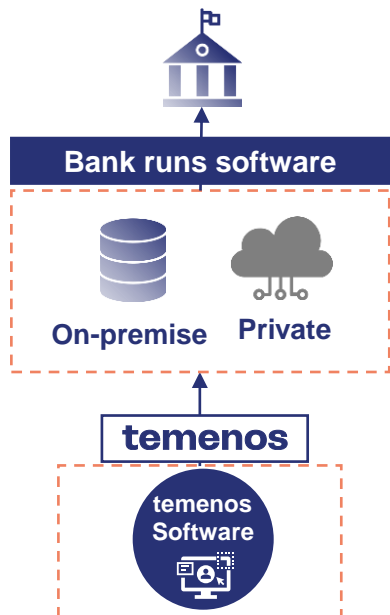 Bank runs software
On-premise
Private
temenos
temenos
Software